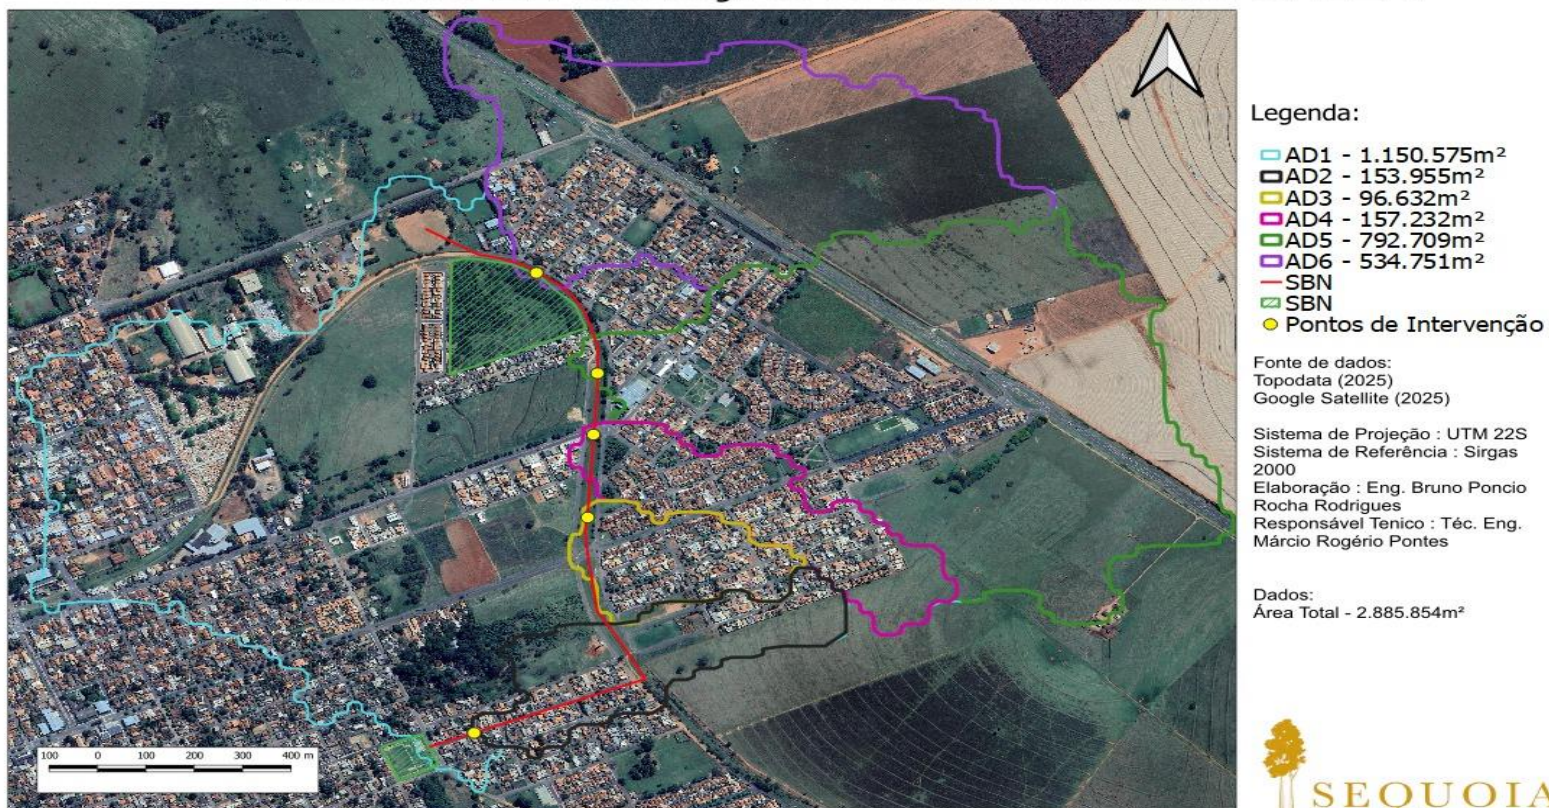 Legenda:
AD1 - 1.150.575m²
AD2 - 153.955m²
AD3 - 96.632m²
AD4 - 157.232m²
AD5 - 792.709m²
AD6 - 534.751m²
SBN
SBN
Pontos de Intervenção
Fonte de dados:
Topodata (2025)
Google Satellite (2025)
Sistema de Projeção : UTM 22S
Sistema de Referência : Sirgas
2000
Elaboração : Eng. Bruno Poncio
Rocha Rodrigues
Responsável Tenico : Téc. Eng.
Márcio Rogério Pontes
Dados:
Área Total - 2.885.854m²
100 0 100 200 300 400 m
SEQUOIA